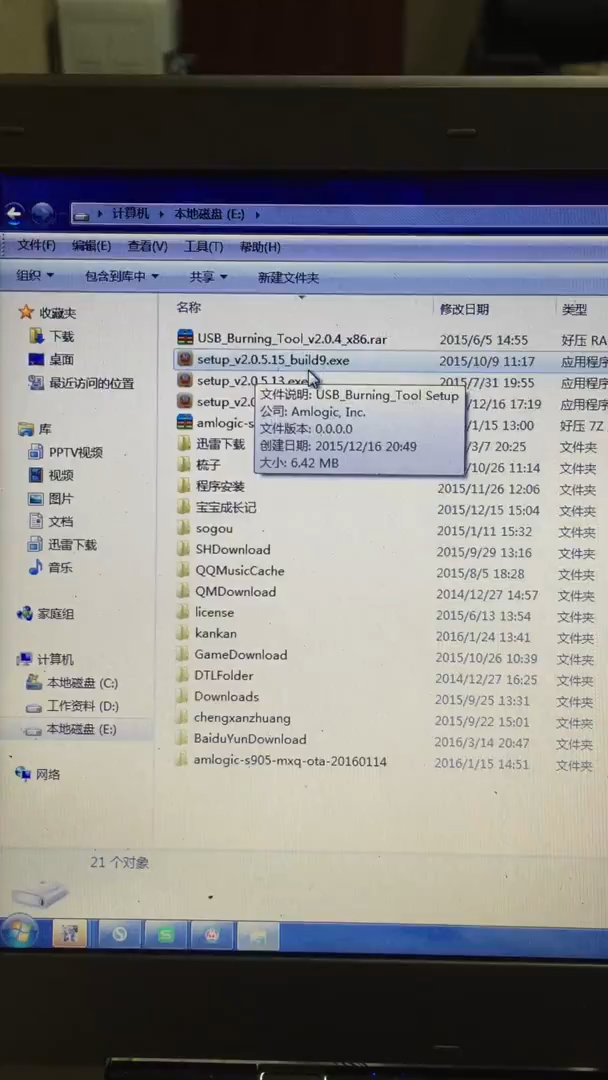 计算机 ▸ 本地磁盘 (E:) ▸
文件(F) 编辑(E) 查看(V) 工具(T) 帮助(H)
组织 包含到库中 共享 新建文件夹
名称 修改日期 类型
收藏夹
下载
桌面
最近访问的位置
库
PPTV视频
视频
图片
文档
迅雷下载
音乐
家庭组
计算机
本地磁盘 (C:)
工作资料 (D:)
本地磁盘 (E:)
网络
USB_Burning_Tool_v2.0.4_x86.rar 2015/6/5 14:55 好压 RA
setup_v2.0.5.15_build9.exe 2015/10/9 11:17 应用程序
setup_v2.0.5.13.exe 2015/7/31 19:55 应用程序
setup_v2.0 /12/16 17:19 应用程序
amlogic-s /1/15 13:00 好压 7Z
迅雷下载 /3/7 20:25 文件夹
梳子 /10/26 11:14 文件夹
程序安装 2015/11/26 12:06 文件夹
宝宝成长记 2015/12/15 15:04 文件夹
sogou 2015/1/11 15:32 文件夹
SHDownload 2015/9/29 13:16 文件夹
QQMusicCache 2015/8/5 18:28 文件夹
QMDownload 2014/12/27 14:57 文件夹
license 2015/6/13 13:54 文件夹
kankan 2016/1/24 13:41 文件夹
GameDownload 2015/10/26 10:39 文件夹
DTLFolder 2014/12/27 16:25 文件夹
Downloads 2015/9/25 13:31 文件夹
chengxanzhuang 2015/9/22 15:01 文件夹
BaiduYunDownload 2016/3/14 20:47 文件夹
amlogic-s905-mxq-ota-20160114 2016/1/15 14:51 文件夹
文件说明: USB_Burning_Tool Setup
公司: Amlogic, Inc.
文件版本: 0.0.0.0
创建日期: 2015/12/16 20:49
大小: 6.42 MB
21 个对象